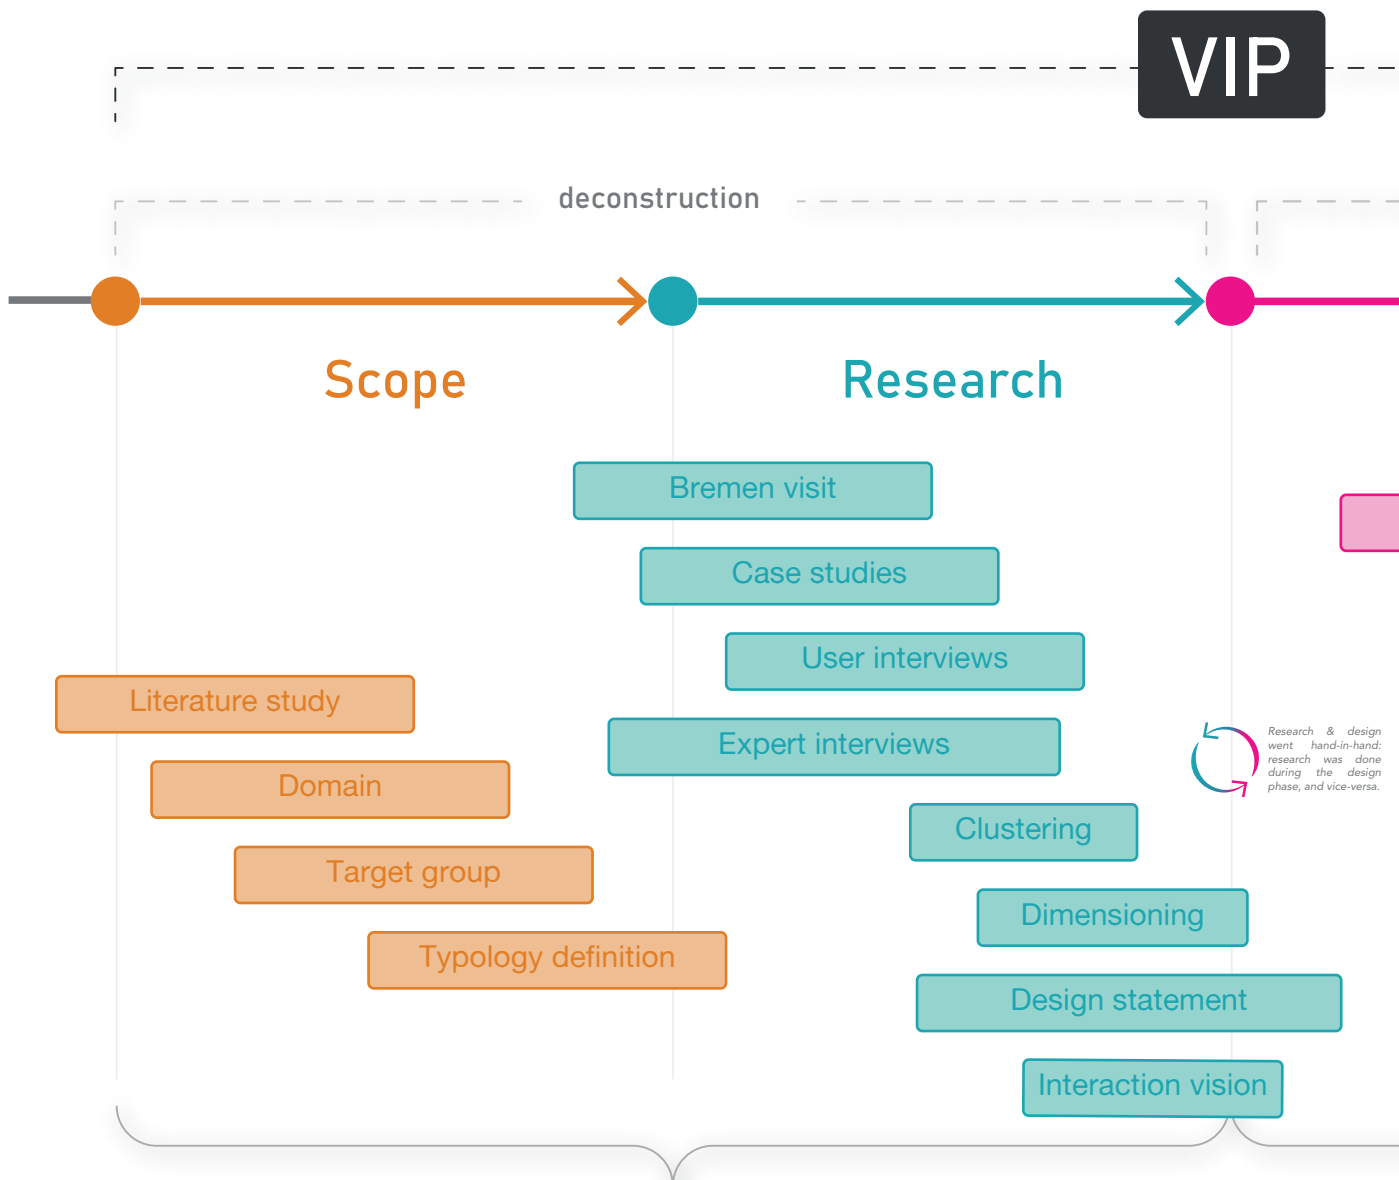 VIP
deconstruction
Scope
Research
Bremen visit
Case studies
User interviews
Literature study
Expert interviews
Research & design
went hand-in-hand:
research was done
during the design
phase, and vice-versa.
Domain
Clustering
Target group
Dimensioning
Typology definition
Design statement
Interaction vision